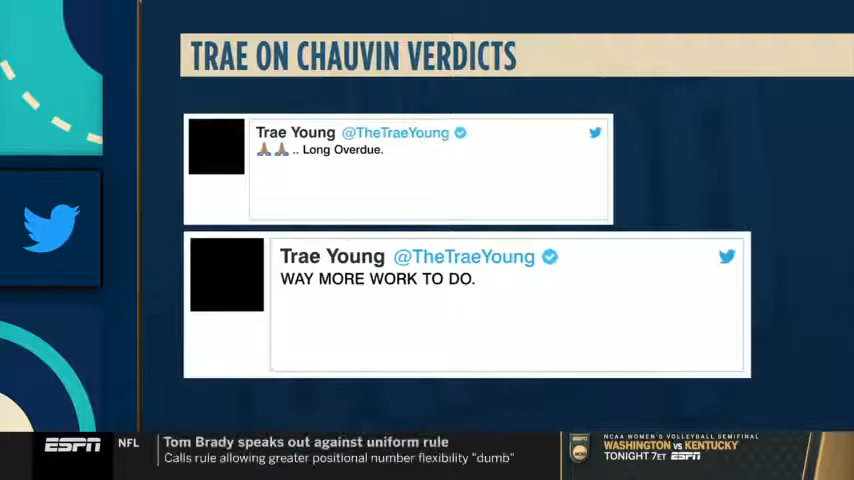 TRAE ON CHAUVIN VERDICTS
Trae Young @TheTraeYoung
🙏🏽🙏🏽 .. Long Overdue.
Trae Young @TheTraeYoung
WAY MORE WORK TO DO.
ESPN
NFL
Tom Brady speaks out against uniform rule
Calls rule allowing greater positional number flexibility "dumb"
NCAA WOMEN'S VOLLEYBALL SEMIFINAL
WASHINGTON vs KENTUCKY
TONIGHT 7ET ESPN